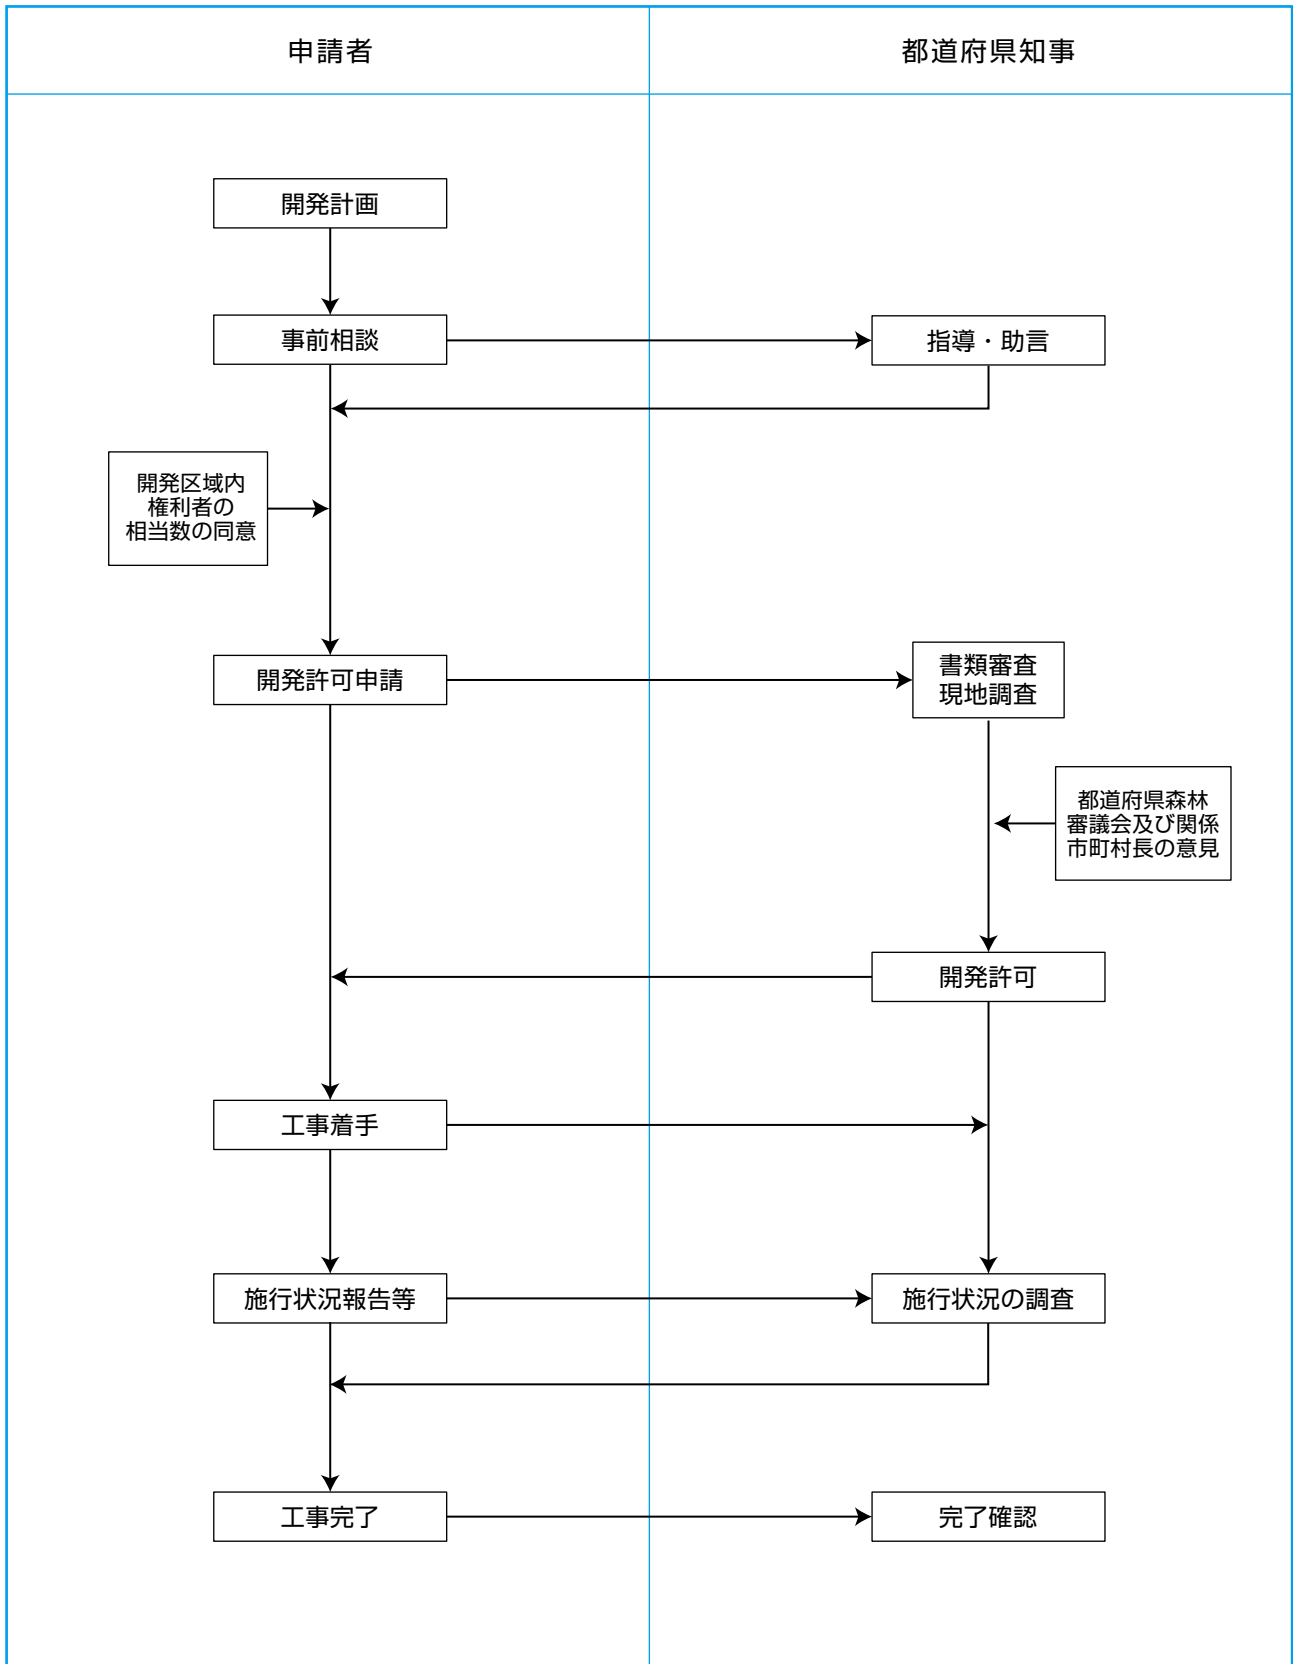 申請者
都道府県知事
開発計画
事前相談
指導・助言
開発区域内
権利者の
相当数の同意
開発許可申請
書類審査
現地調査
都道府県森林
審議会及び関係
市町村長の意見
開発許可
工事着手
施行状況報告等
施行状況の調査
工事完了
完了確認